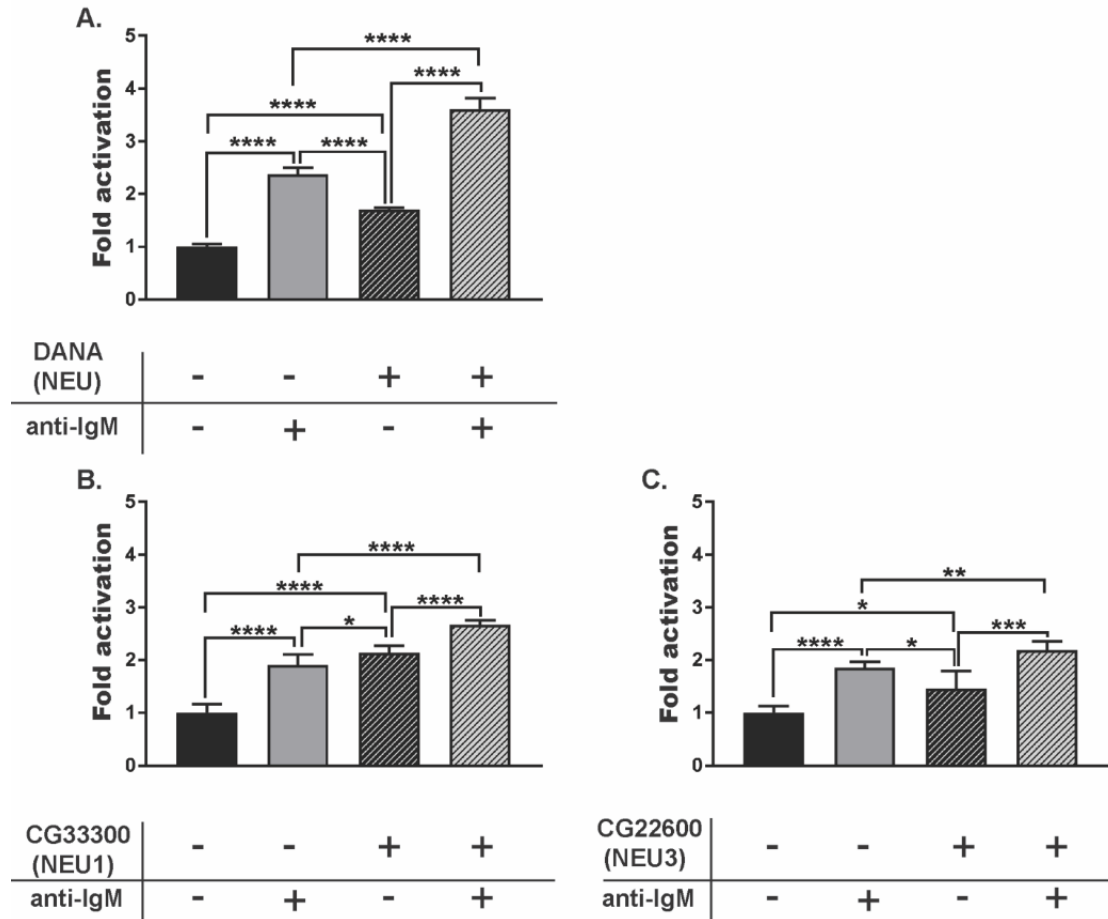 A.
Fold activation
5
4
3
2
1
0
****
****
****
**** ****
DANA
(NEU)
- - + +
anti-IgM
- + - +
B.
Fold activation
5
4
3
2
1
0
****
****
**** * ****
CG33300
(NEU1)
- - + +
anti-IgM
- + - +
C.
Fold activation
5
4
3
2
1
0
**
*
**** * ***
CG22600
(NEU3)
- - + +
anti-IgM
- + - +